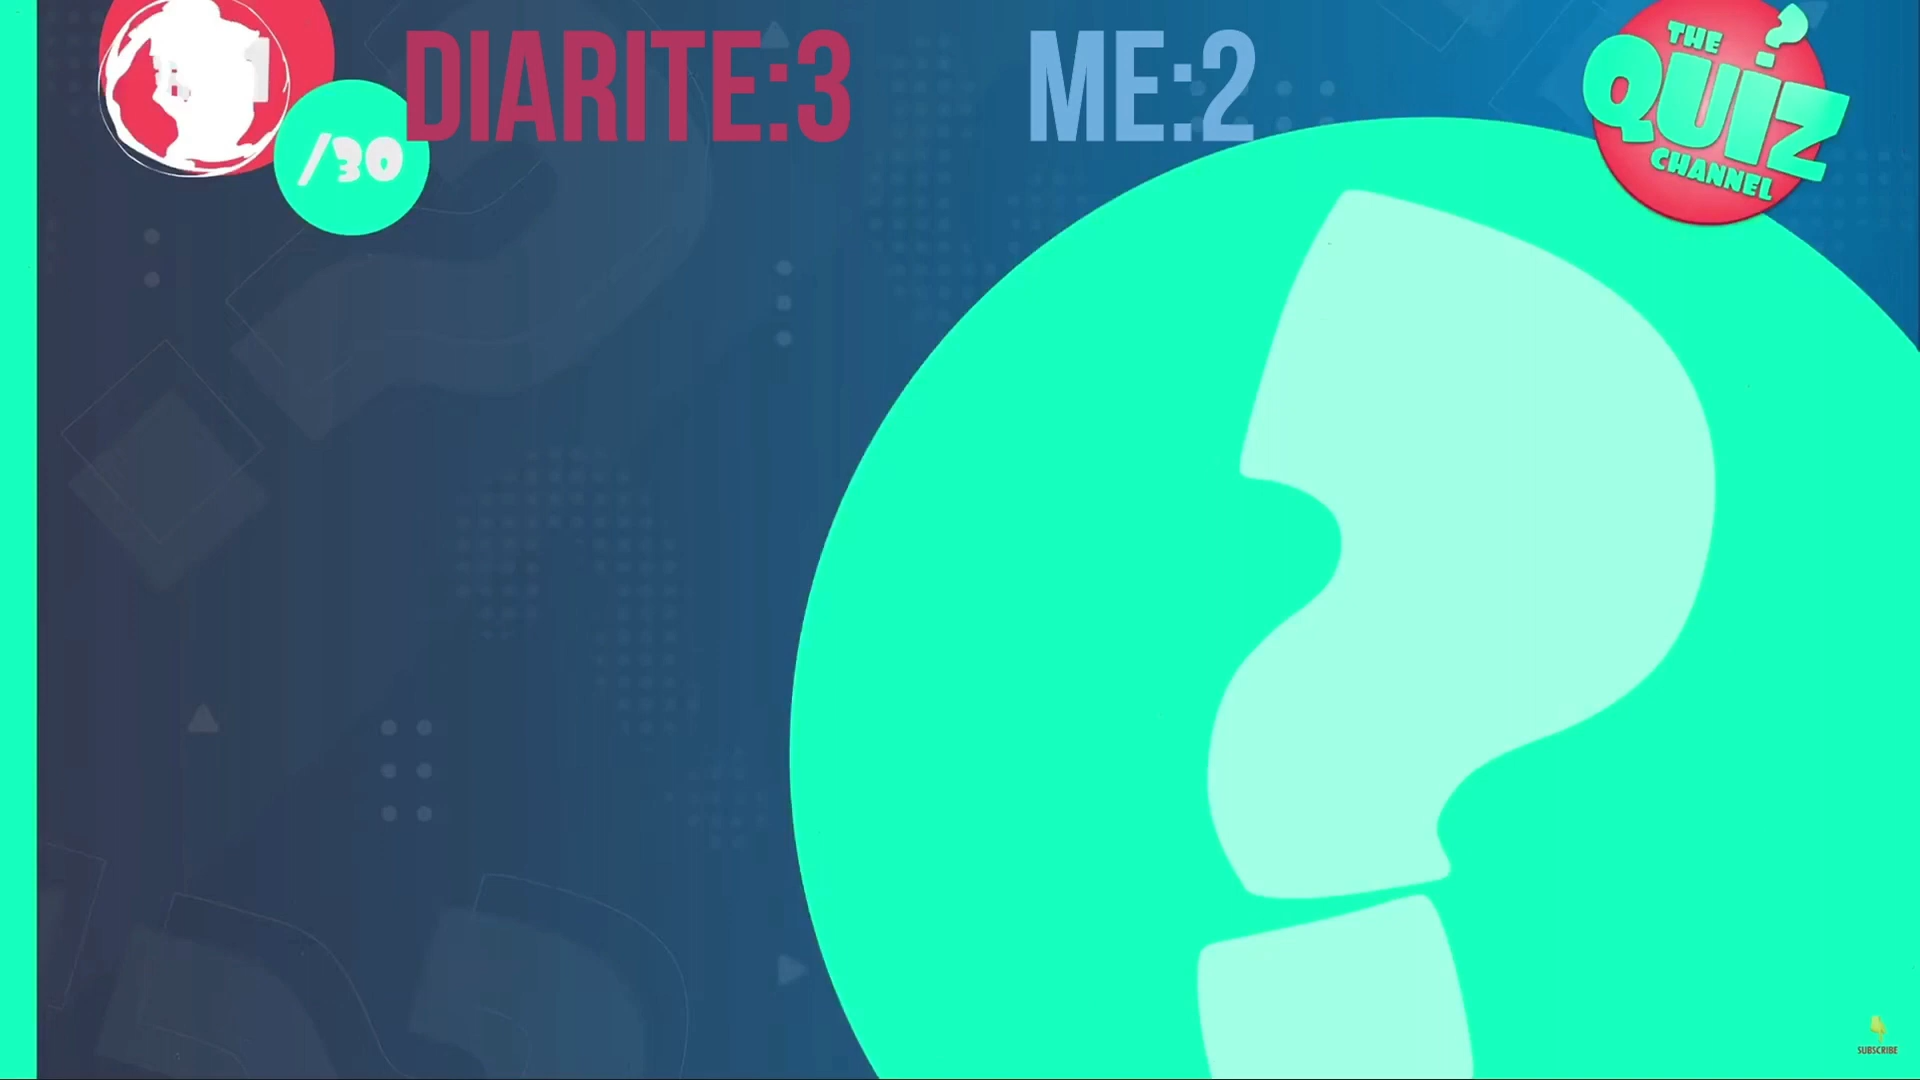 DIARITE:3
ME:2
/30
THE
QUIZ
CHANNEL
SUBSCRIBE